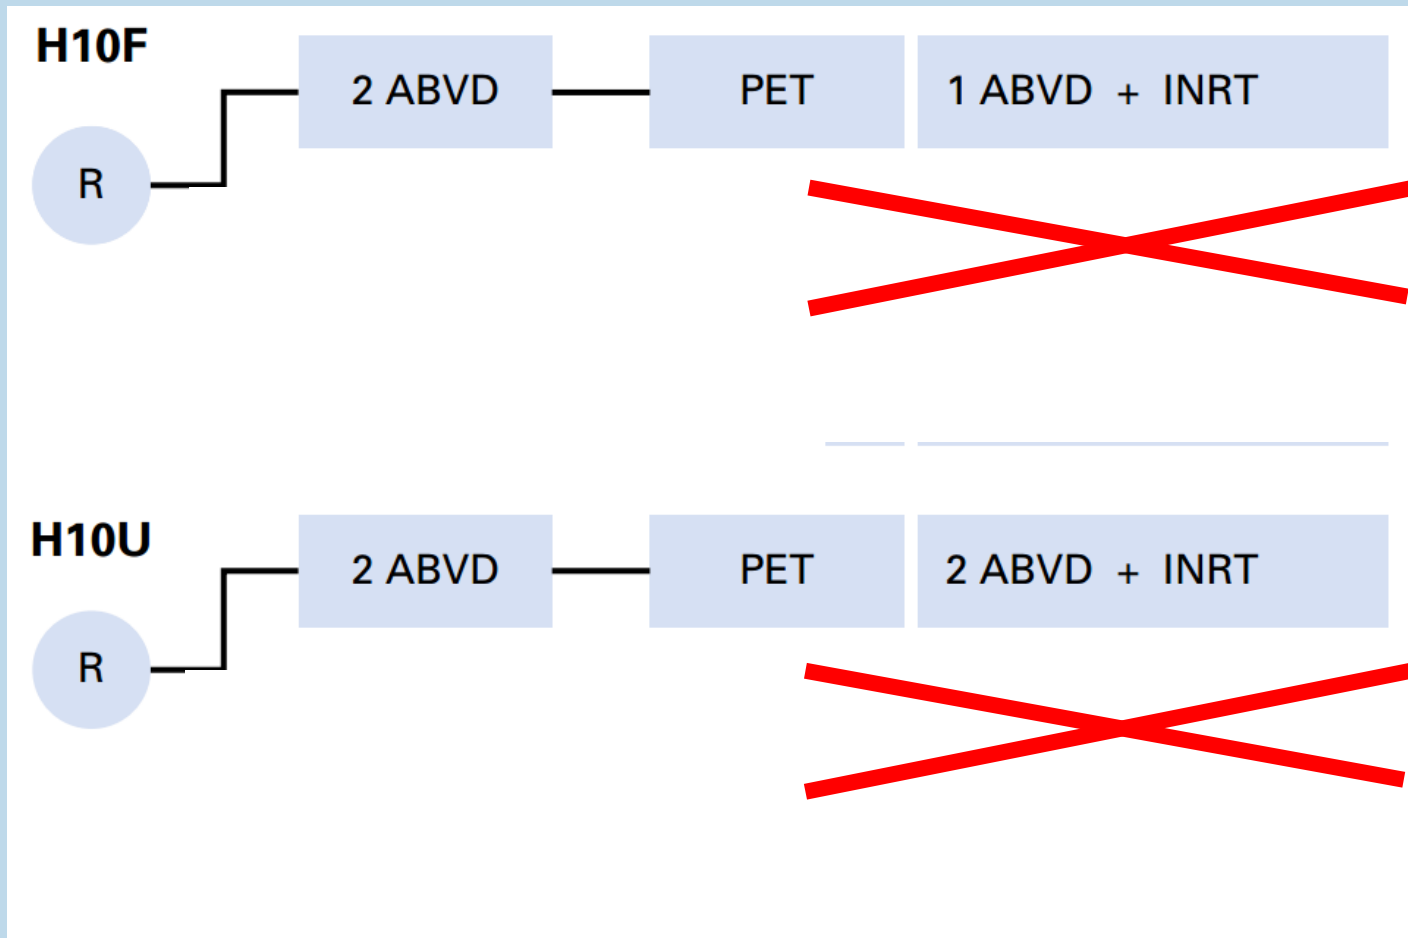 H10F
2 ABVD
PET
1 ABVD + INRT
R
H10U
2 ABVD
PET
2 ABVD + INRT
R